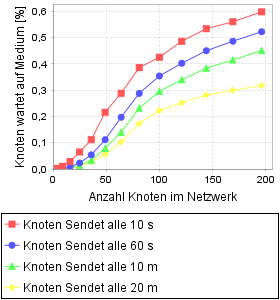 Knoten wartet auf Medium [%]
0,6
0,5
0,4
0,3
0,2
0,1
0,0
0
50
100
150
200
Anzahl Knoten im Netzwerk
Knoten Sendet alle 10 s
Knoten Sendet alle 60 s
Knoten Sendet alle 10 m
Knoten Sendet alle 20 m